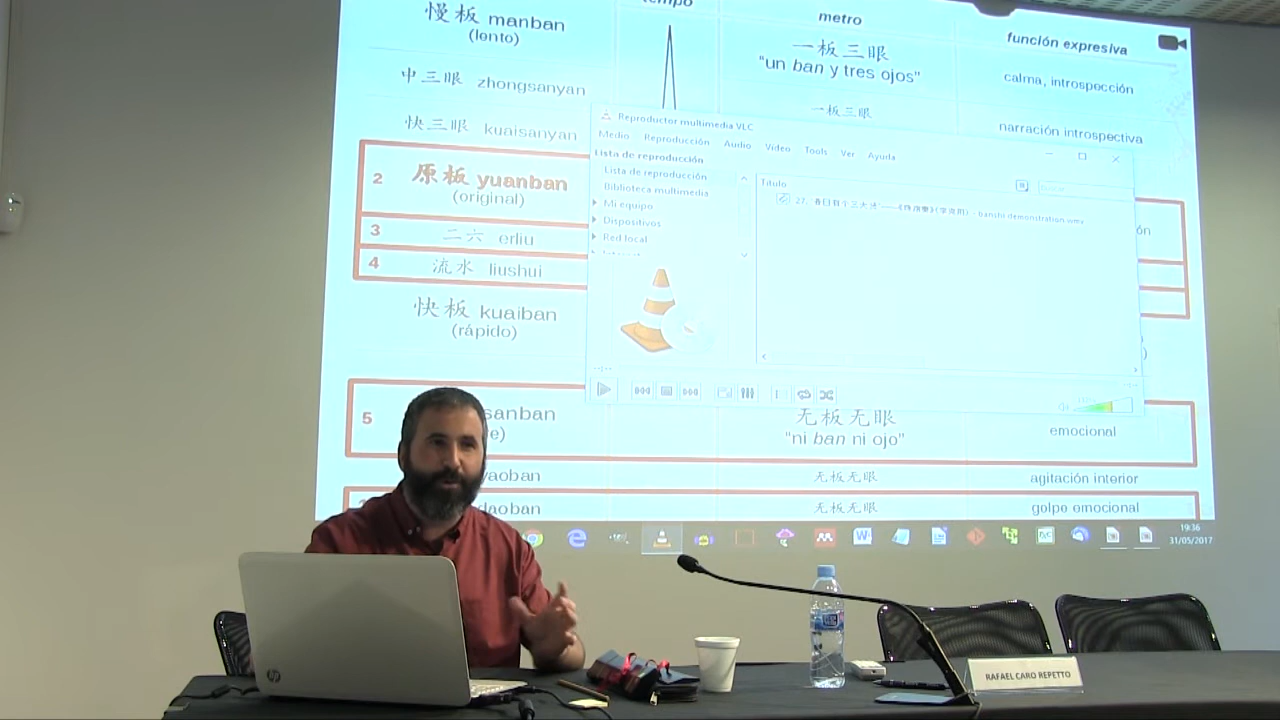 慢板 manban
(lento)
tempo
metro
función expresiva
一板三眼
"un ban y tres ojos"
calma, introspección
中三眼 zhongsanyan
一板三眼
快三眼 kuaisanyan
narración introspectiva
2 原板 yuanban
(original)
3 二六 erliu
4 流水 liushui
快板 kuaiban
(rápido)
Reproductor multimedia VLC
Medio Reproducción Audio Vídeo Tools Ver Ayuda
Lista de reproducción
Lista de reproducción
Biblioteca multimedia
Mi equipo
Dispositivos
Red local
Título
banshi demonstration.wmv
5
sanban
无板无眼
"ni ban ni ojo"
emocional
yaoban
无板无眼
agitación interior
daoban
无板无眼
golpe emocional
19:36
31/05/2017
hp
RAFAEL CARO REPETTO